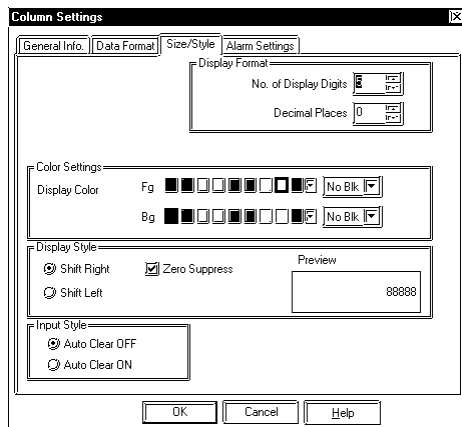 Column Settings
General Info. Data Format Size/Style Alarm Settings
Display Format
No. of Display Digits 5
Decimal Places 0
Color Settings
Display Color Fg No Blk
Bg No Blk
Display Style
Shift Right Zero Suppress Preview
Shift Left 88888
Input Style
Auto Clear OFF
Auto Clear ON
OK Cancel Help